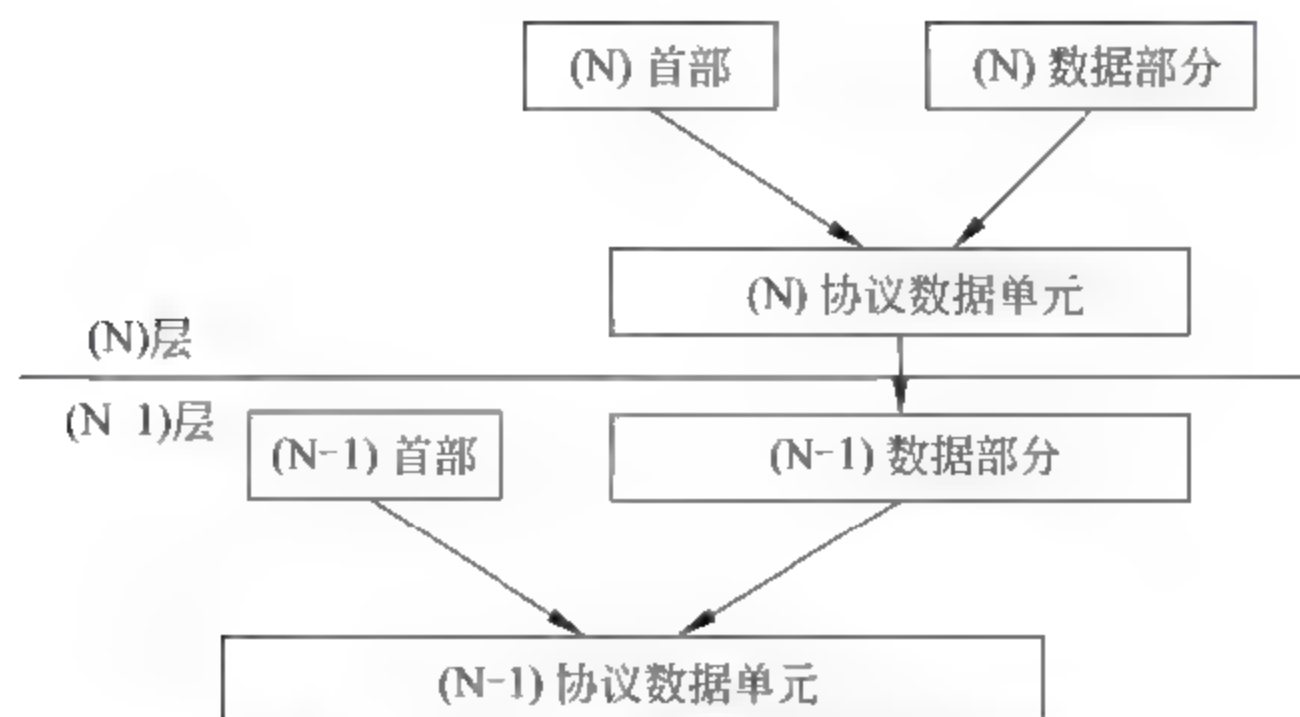 (N) 首部
(N) 数据部分
(N) 协议数据单元
(N)层
(N 1)层
(N-1) 首部
(N-1) 数据部分
(N-1) 协议数据单元